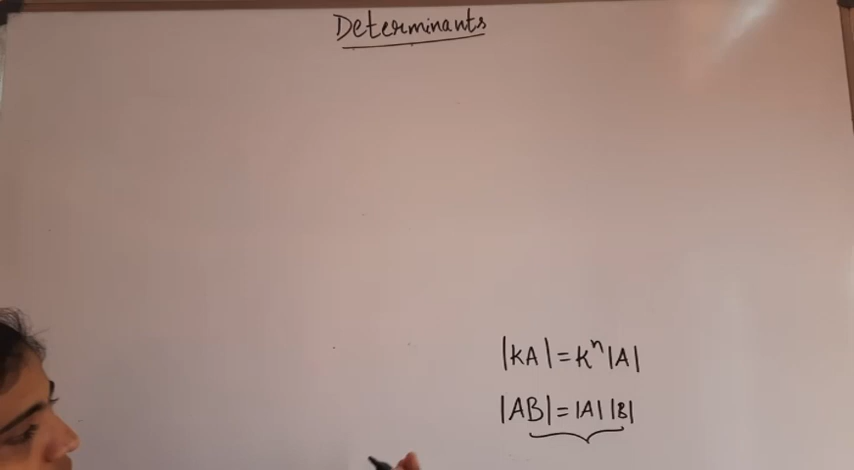 Determinants
|KA| = Kⁿ|A|
|AB| = |A| |B|